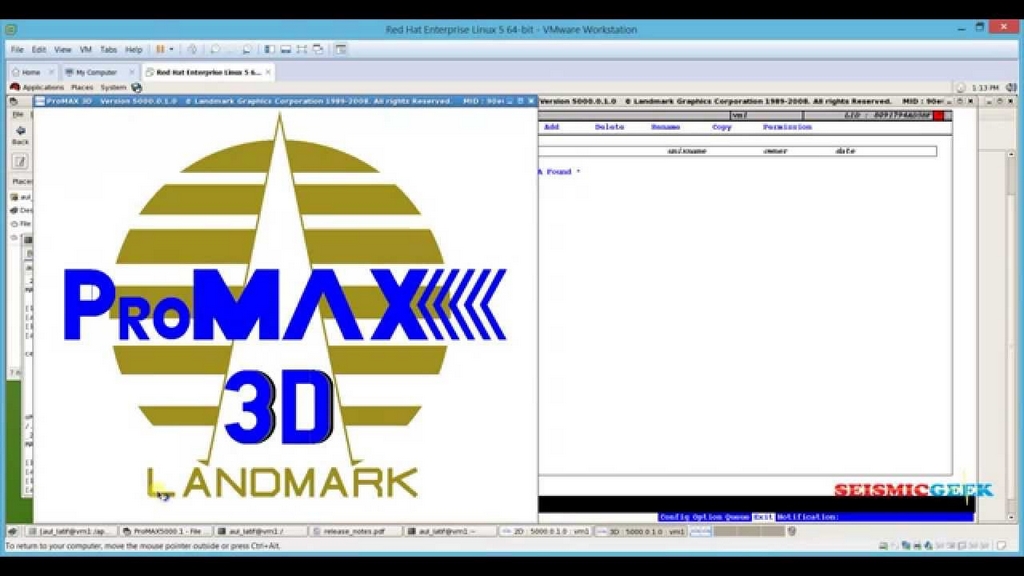 Red Hat Enterprise Linux 5 64-bit - VMware Workstation
File Edit View VM Tabs Help
Home My Computer Red Hat Enterprise Linux 5 6...
Applications Places System 1:13 PM
ProMAX 3D Version 5000.0.1.0 © Landmark Graphics Corporation 1989-2008. All rights Reserved. MID : 90e
Version 5000.0.1.0 © Landmark Graphics Corporation 1989-2008. All rights Reserved. MID : 90e
vm1
Add Delete Rename Copy Permission
owner date
Found *
Back
ProMAX
3D
LANDMARK
SEISMICGEEK
Config Option Queue Exit Notification:
[aul_latif@vm1:/ap... ProMAX5000.1 - File ... aul_latif@vm1:/ release_notes.pdf aul_latif@vm1:~ 2D : 5000.0.1.0 : vm1 3D : 5000.0.1.0 : vm1
To return to your computer, move the mouse pointer outside or press Ctrl+Alt.